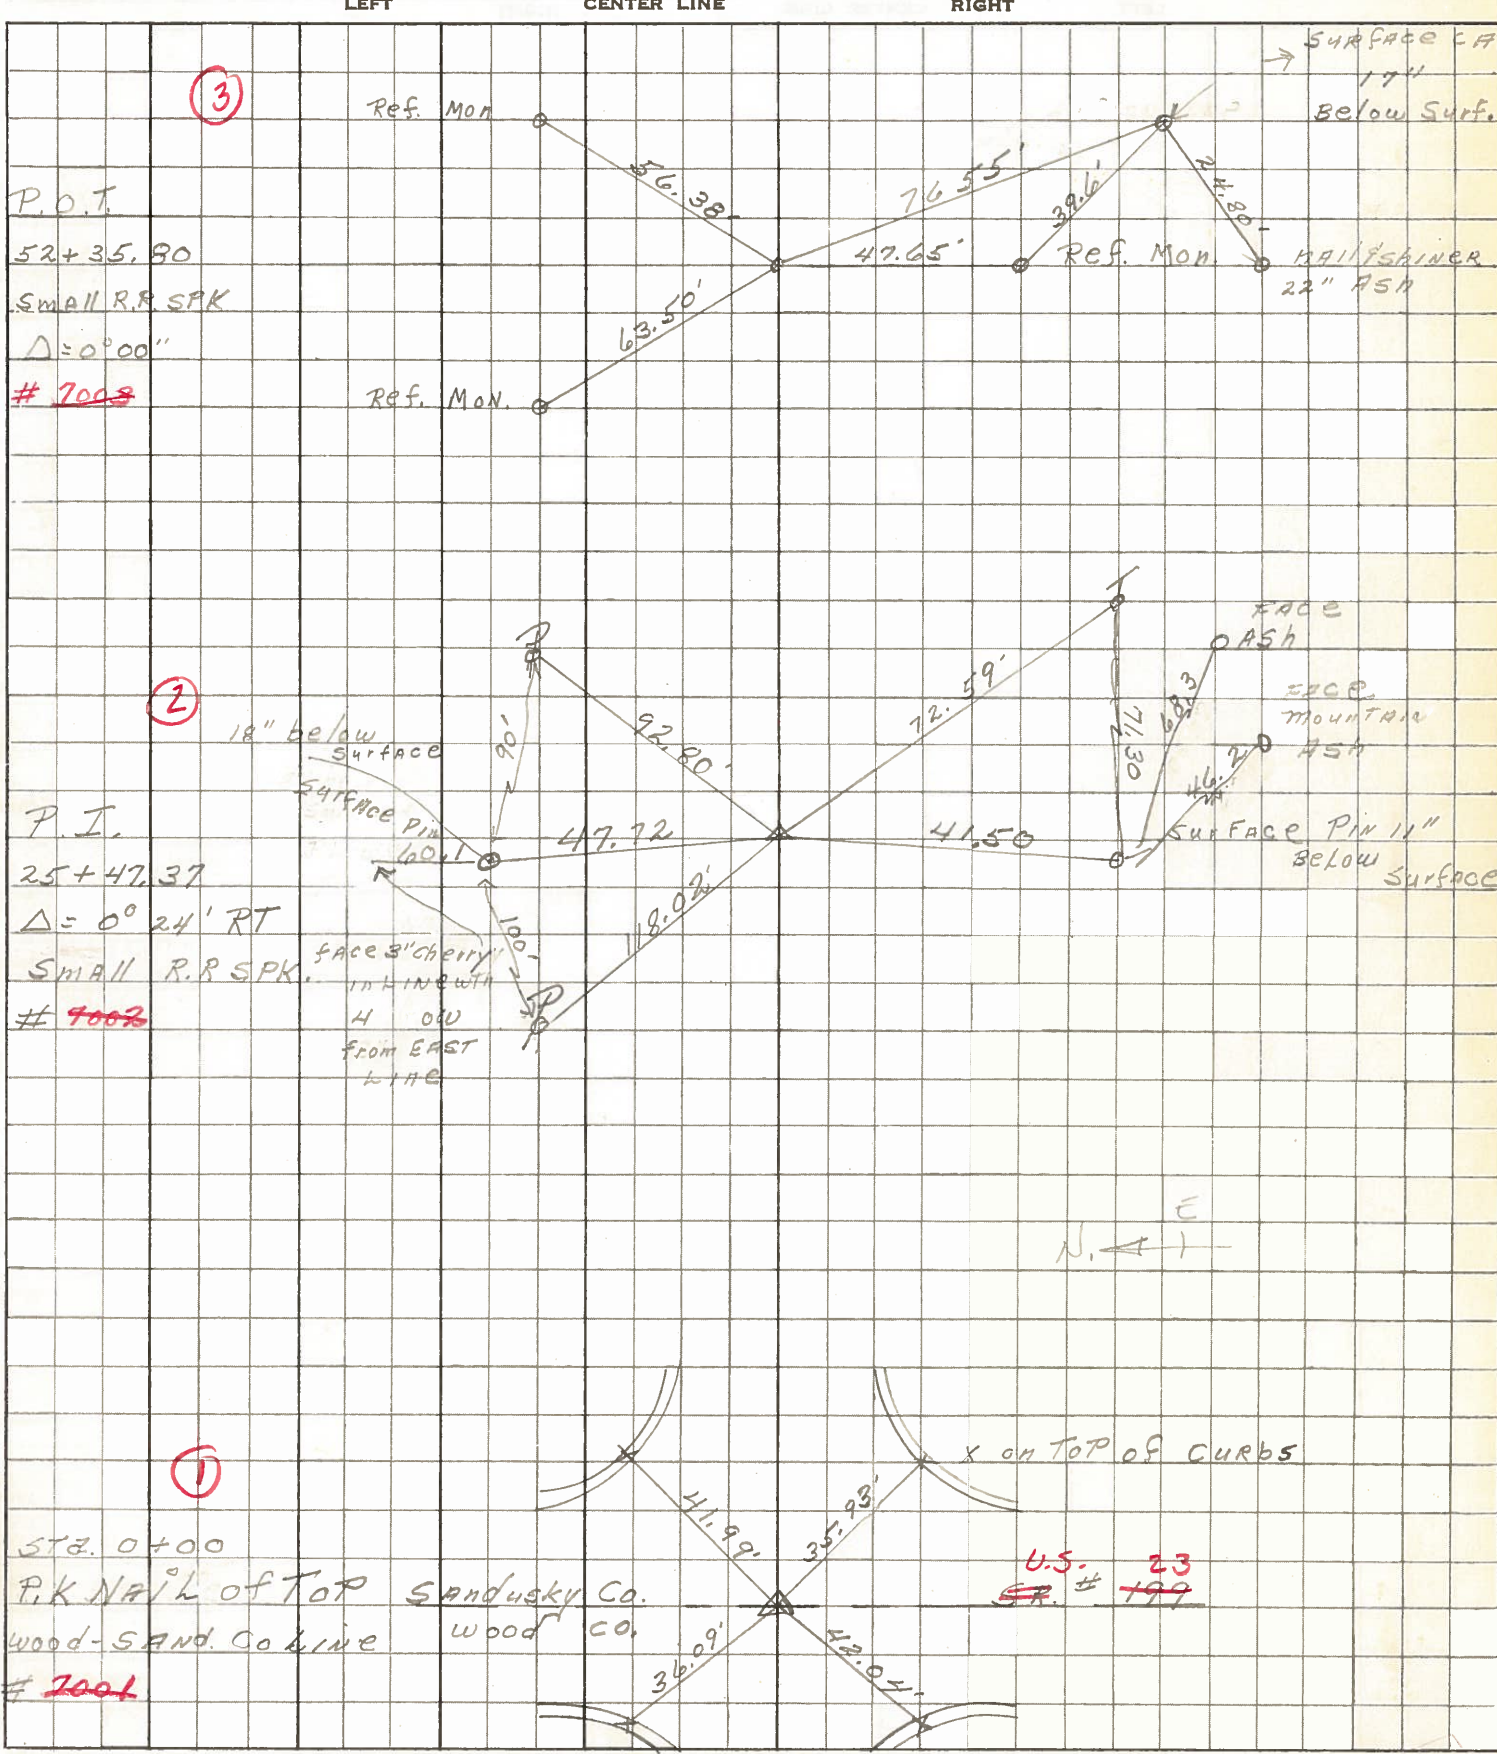 LEFT CENTER LINE RIGHT
3
Ref. Mon
Surface
17"
Below Surf.
P.O.T.
52+35.80
Small R.R. SPK
Δ=0°00"
# 7003
56.38'
76.55'
39.6'
24.80'
47.65'
Ref. Mon.
Nail & Shiner
22" Ash
63.50'
Ref. Mon.
2
18" below
Surface
Surface Pin
60.1
90'
92.80'
72.59'
71.30
68.3
Face
Ash
Face
Mountain
Ash
46.2
P.I.
25+47.37
Δ= 0° 24' RT
Small R.R SPK.
# 7002
47.72
41.50
Surface Pin 11"
Below
Surface
118.02'
100'
face 3" Cherry
in Line with
from EAST
Line
N.
E
1
X on Top of Curbs
41.99'
35.93'
Sta. 0+00
P.K Nail of Top
Wood-Sand. Co Line
# 7001
Sandusky Co.
Wood Co.
U.S. 23
S.R. # 199
36.09'
42.04'